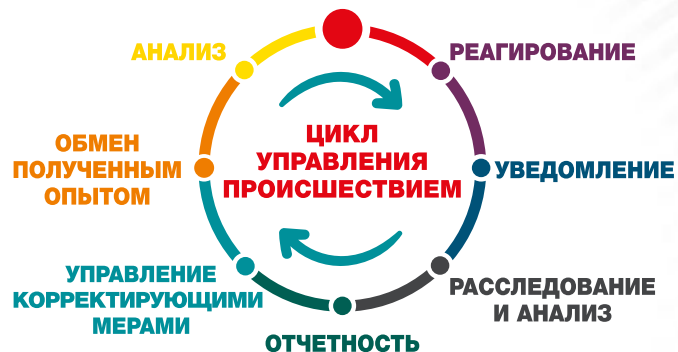 ЦИКЛ
УПРАВЛЕНИЯ
ПРОИСШЕСТВИЕМ
РЕАГИРОВАНИЕ
УВЕДОМЛЕНИЕ
РАССЛЕДОВАНИЕ
И АНАЛИЗ
ОТЧЕТНОСТЬ
УПРАВЛЕНИЕ
КОРРЕКТИРУЮЩИМИ
МЕРАМИ
ОБМЕН
ПОЛУЧЕННЫМ
ОПЫТОМ
АНАЛИЗ